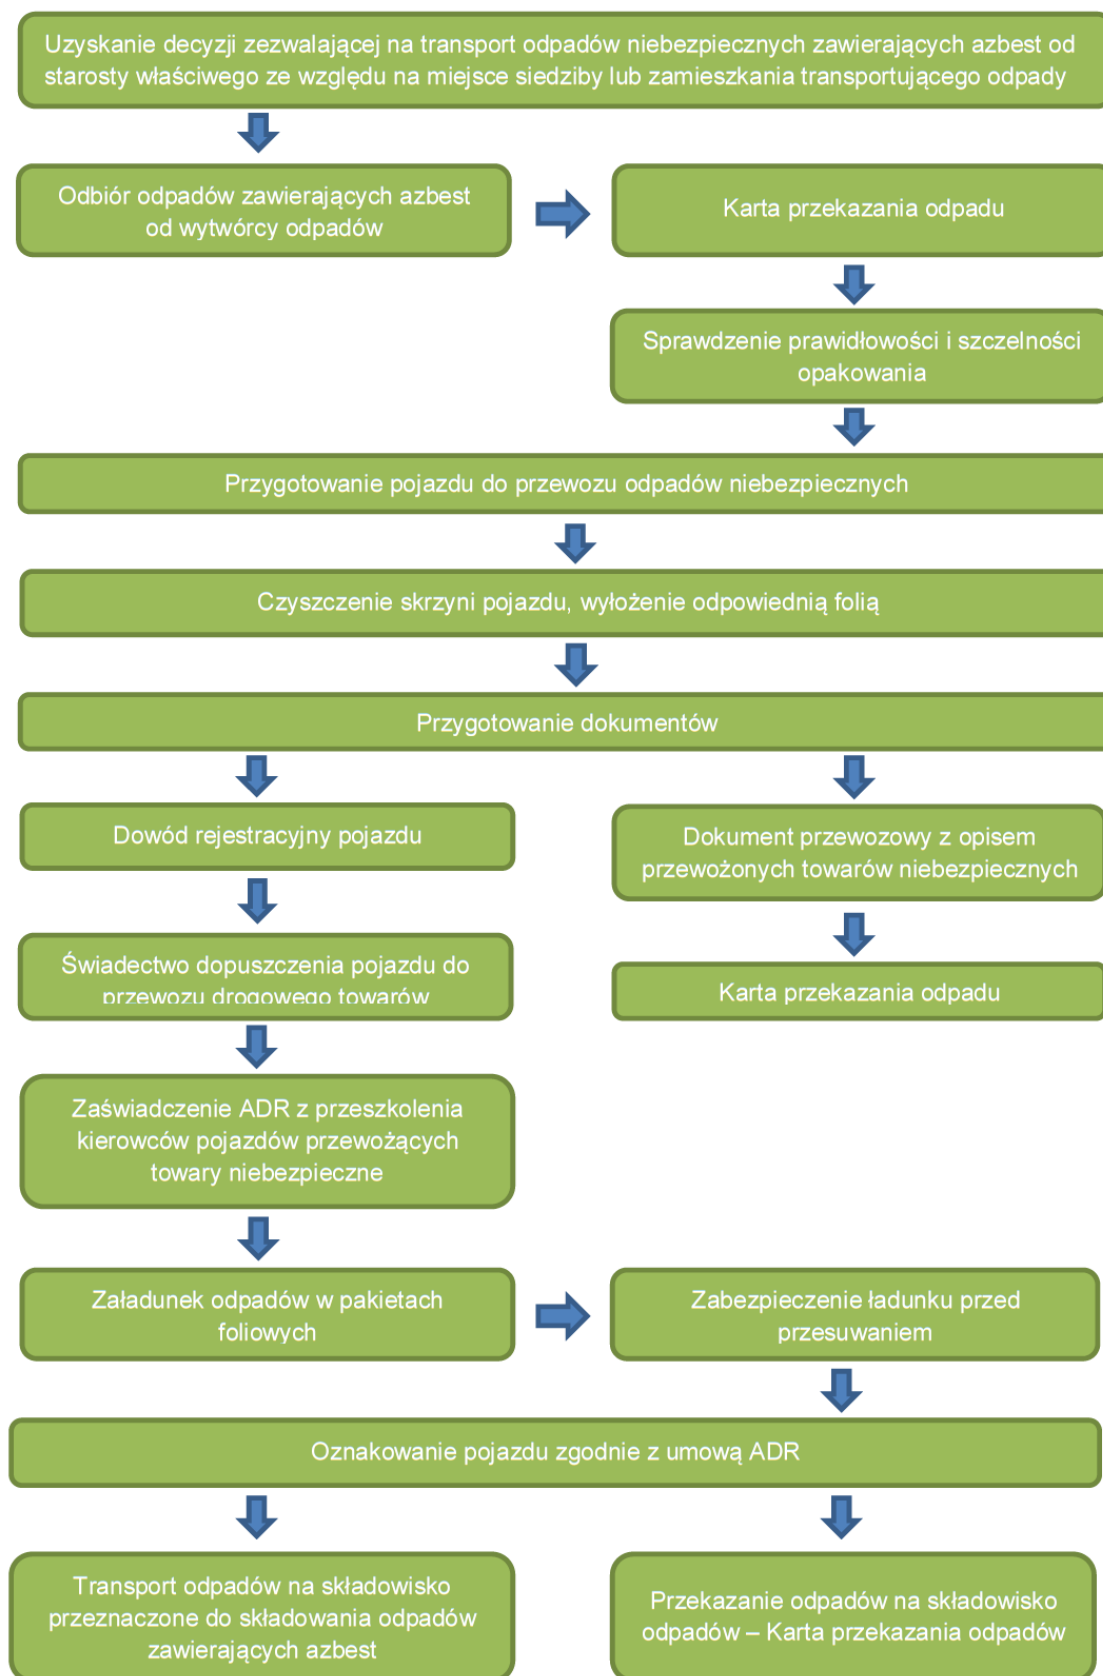 Uzyskanie decyzji zezwalającej na transport odpadów niebezpiecznych zawierających azbest od
starosty właściwego ze względu na miejsce siedziby lub zamieszkania transportującego odpady
Odbiór odpadów zawierających azbest
od wytwórcy odpadów
Karta przekazania odpadu
Sprawdzenie prawidłowości i szczelności
opakowania
Przygotowanie pojazdu do przewozu odpadów niebezpiecznych
Czyszczenie skrzyni pojazdu, wyłożenie odpowiednią folią
Przygotowanie dokumentów
Dowód rejestracyjny pojazdu
Dokument przewozowy z opisem
przewożonych towarów niebezpiecznych
Świadectwo dopuszczenia pojazdu do
przewozu drogowego towarów
Karta przekazania odpadu
Zaświadczenie ADR z przeszkolenia
kierowców pojazdów przewożących
towary niebezpieczne
Załadunek odpadów w pakietach
foliowych
Zabezpieczenie ładunku przed
przesuwaniem
Oznakowanie pojazdu zgodnie z umową ADR
Transport odpadów na składowisko
przeznaczone do składowania odpadów
zawierających azbest
Przekazanie odpadów na składowisko
odpadów – Karta przekazania odpadów